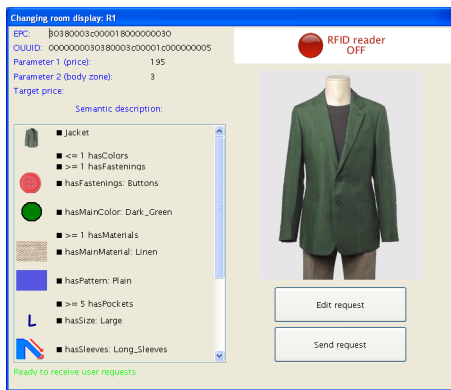 Changing room display: R1
EPC: 30380003c000018000000030
OUUID: 0000000030380003c00001c000000005
Parameter 1 (price): 195
Parameter 2 (body zone): 3
Target price:
Semantic description:
■ Jacket
■ <= 1 hasColors
■ >= 1 hasFastenings
■ hasFastenings: Buttons
■ hasMainColor: Dark_Green
■ >= 1 hasMaterials
■ hasMainMaterial: Linen
■ hasPattern: Plain
■ >= 5 hasPockets
L ■ hasSize: Large
■ hasSleeves: Long_Sleeves
Ready to receive user requests
RFID reader
OFF
Edit request
Send request